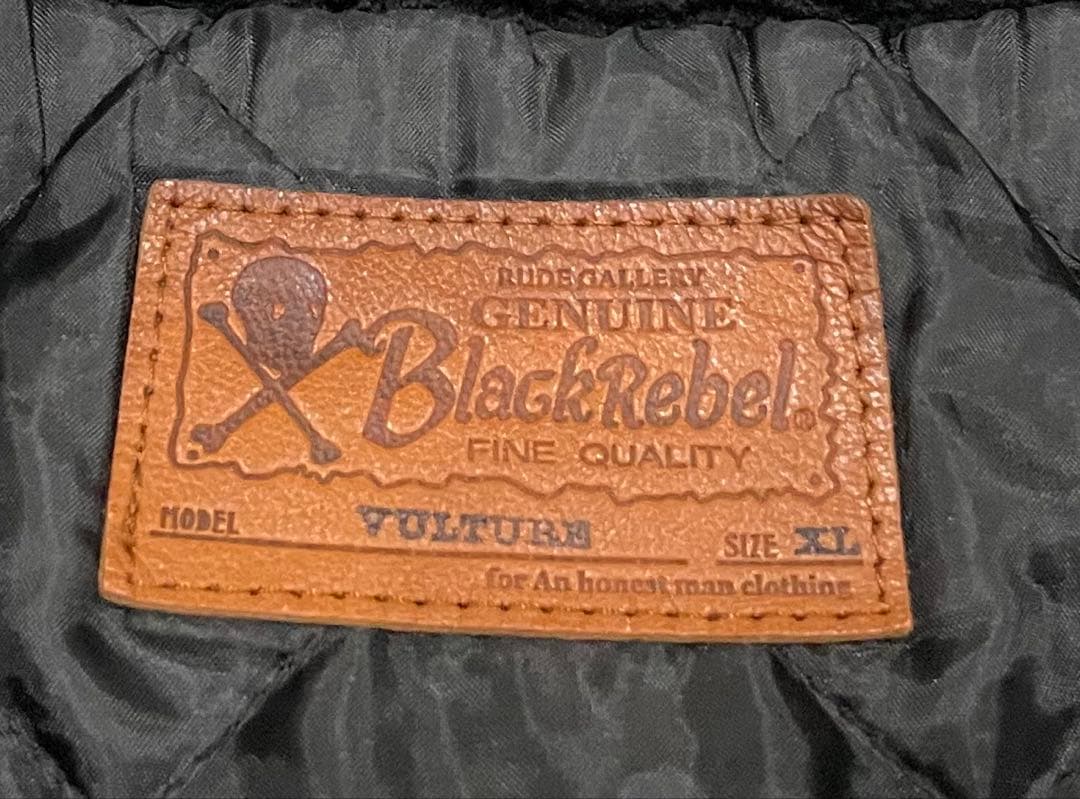 RUDE GALLERY
GENUINE
BlackRebel®
FINE QUALITY
MODEL VULTURE SIZE XL
for An honest man clothing